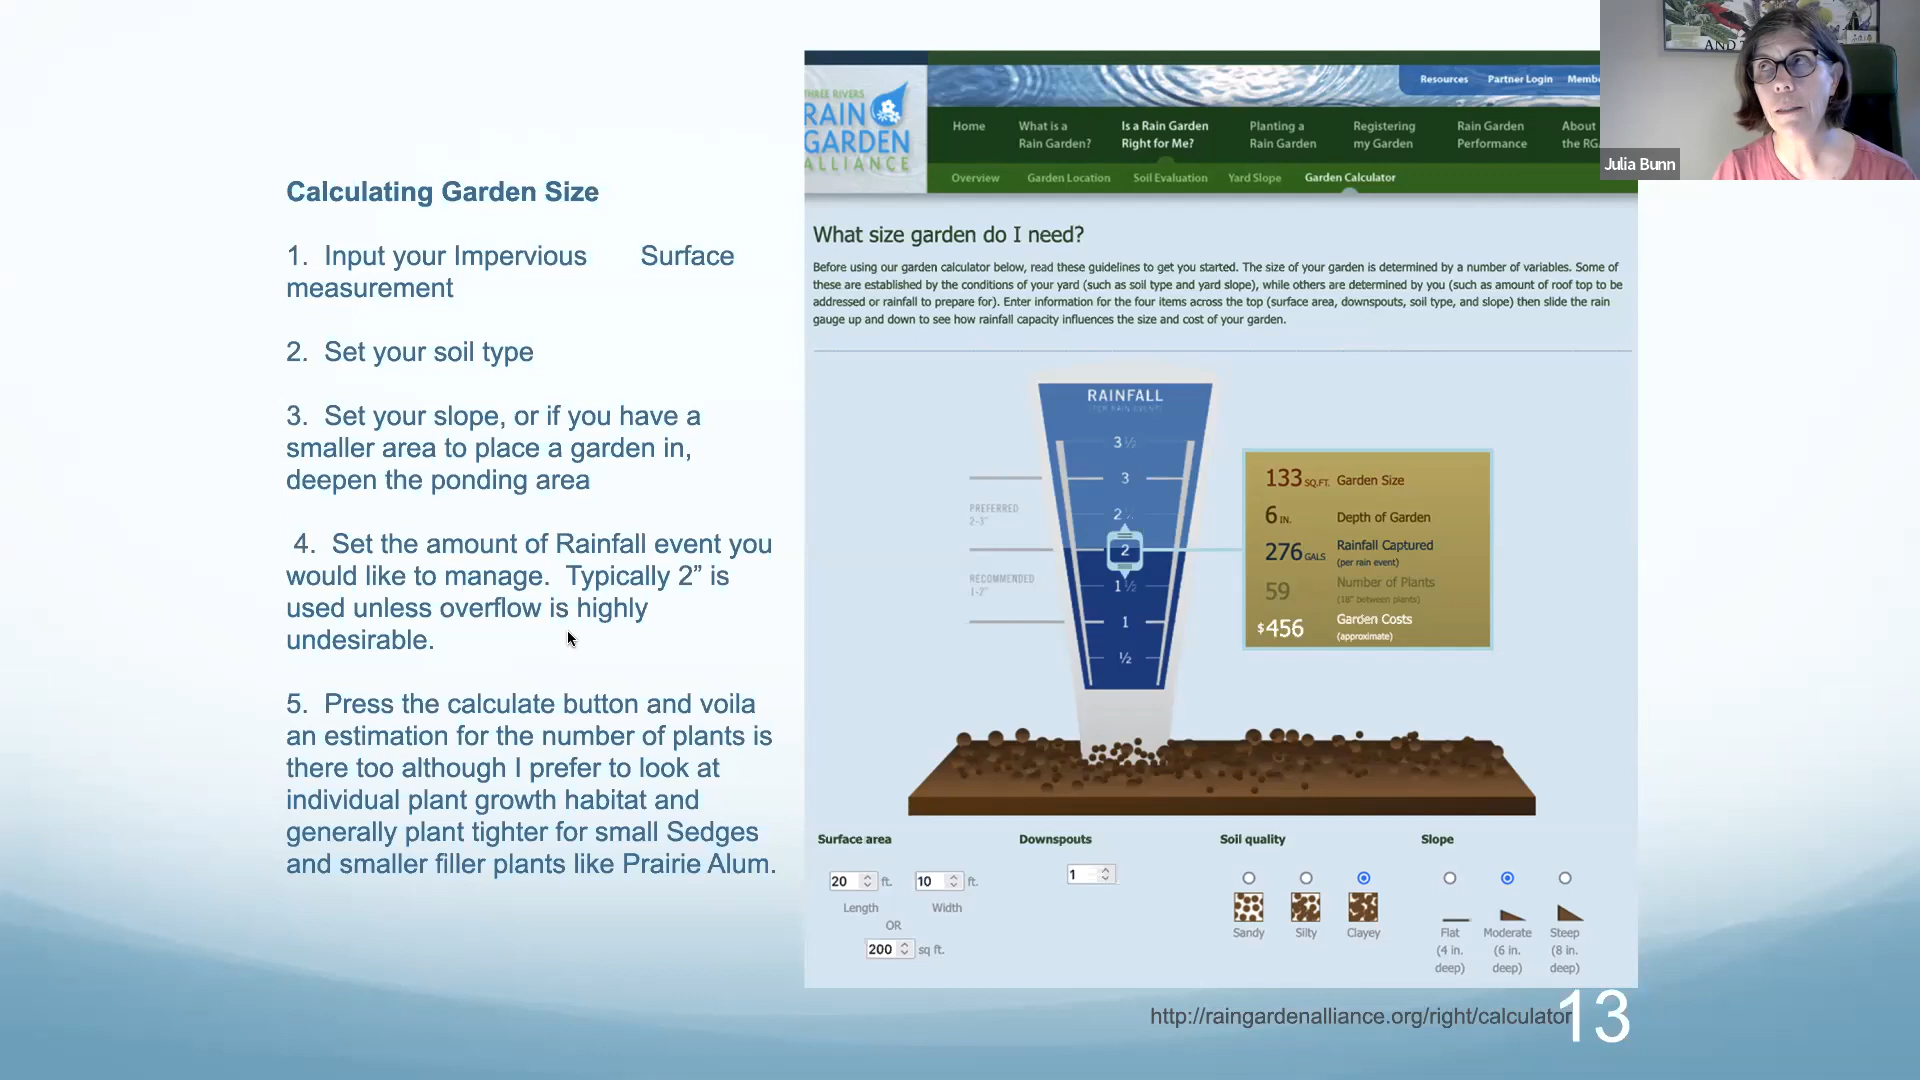 Calculating Garden Size
1. Input your Impervious Surface
measurement
2. Set your soil type
3. Set your slope, or if you have a
smaller area to place a garden in,
deepen the ponding area
4. Set the amount of Rainfall event you
would like to manage. Typically 2” is
used unless overflow is highly
undesirable.
5. Press the calculate button and voila
an estimation for the number of plants is
there too although I prefer to look at
individual plant growth habitat and
generally plant tighter for small Sedges
and smaller filler plants like Prairie Alum.
THREE RIVERS
RAIN
GARDEN
ALLIANCE
Resources Partner Login
Home
What is a
Rain Garden?
Is a Rain Garden
Right for Me?
Planting a
Rain Garden
Registering
my Garden
Rain Garden
Performance
About
Overview Garden Location Soil Evaluation Yard Slope Garden Calculator
AND
Julia Bunn
What size garden do I need?
Before using our garden calculator below, read these guidelines to get you started. The size of your garden is determined by a number of variables. Some of
these are established by the conditions of your yard (such as soil type and yard slope), while others are determined by you (such as amount of roof top to be
addressed or rainfall to prepare for). Enter information for the four items across the top (surface area, downspouts, soil type, and slope) then slide the rain
gauge up and down to see how rainfall capacity influences the size and cost of your garden.
RAINFALL
(PER RAIN EVENT)
3 ½
3
2 ½
2
1 ½
1
½
PREFERRED
2-3"
RECOMMENDED
1-2"
133 SQ.FT. Garden Size
6 IN. Depth of Garden
276 GALS Rainfall Captured
(per rain event)
59 Number of Plants
(18" between plants)
$456 Garden Costs
(approximate)
Surface area Downspouts Soil quality Slope
20 ft. 10 ft.
Length Width
OR
200 sq ft.
1
Sandy Silty Clayey
Flat
(4 in.
deep)
Moderate
(6 in.
deep)
Steep
(8 in.
deep)
http://raingardenalliance.org/right/calculator
13